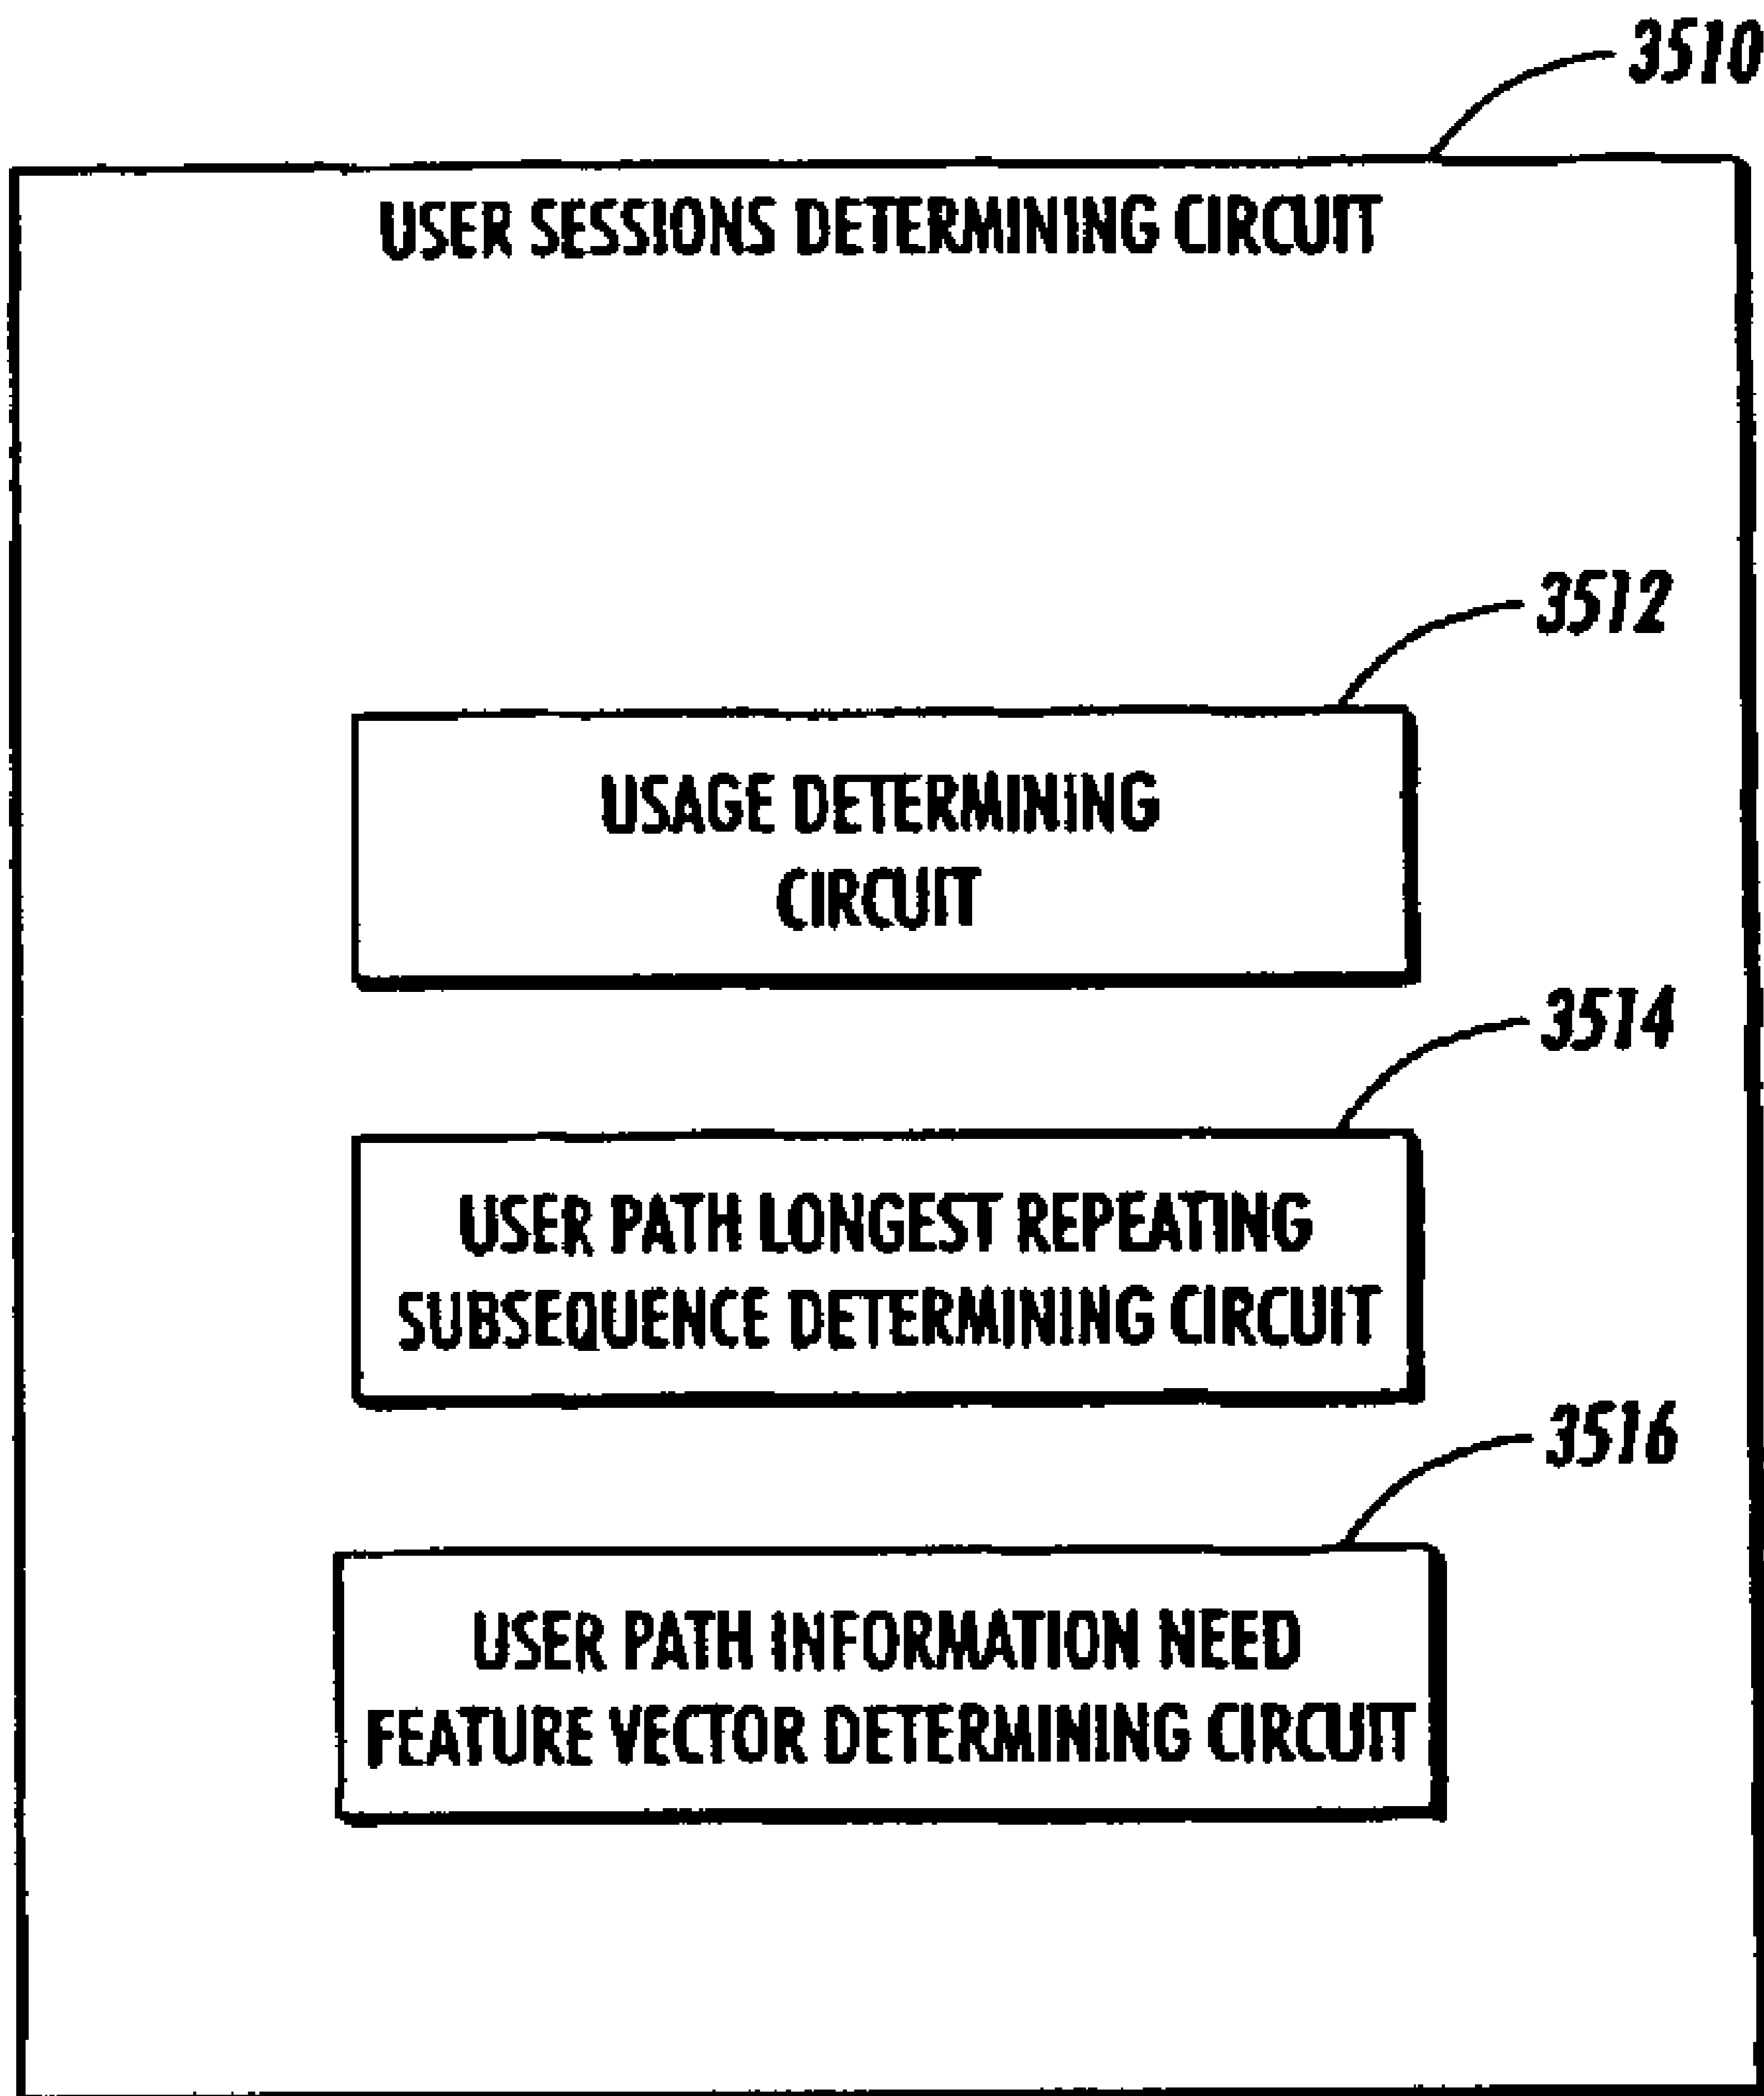 3510
USER SESSIONS DETERMINING CIRCUIT
3512
USAGE DETERMINING
CIRCUIT
3514
USER PATH LONGEST REPEATING
SUBSEQUENCE DETERMINING CIRCUIT
3516
USER PATH INFORMATION NEED
FEATURE VECTOR DETERMINING CIRCUIT